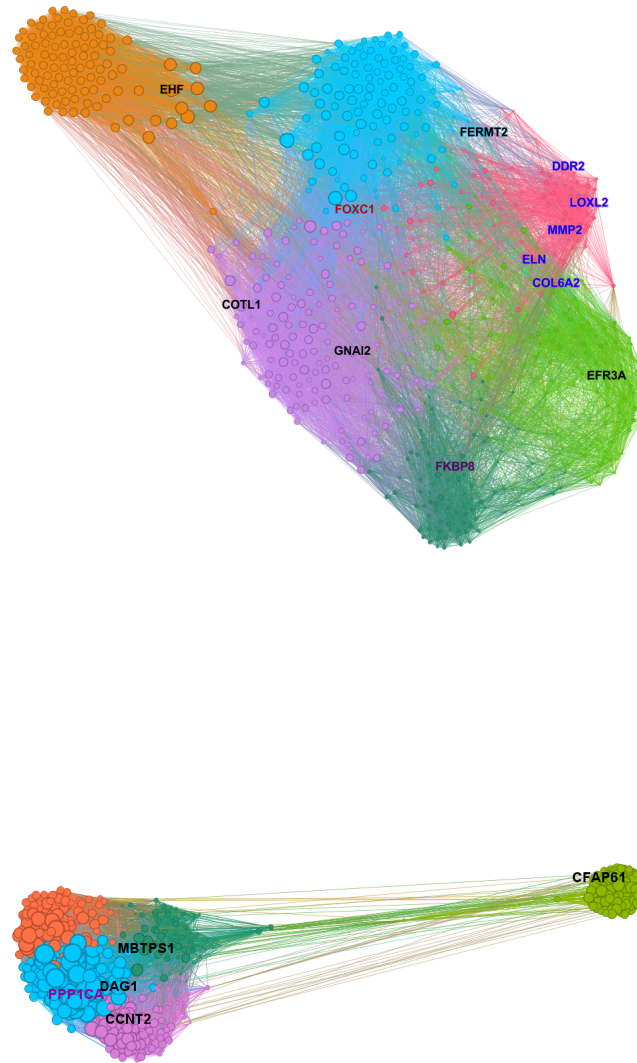 EHF
FERMT2
DDR2
LOXL2
FOXC1
MMP2
ELN
COL6A2
COTL1
GNAI2
EFR3A
FKBP8
CFAP61
MBTPS1
DAG1
PPP1CA
CCNT2